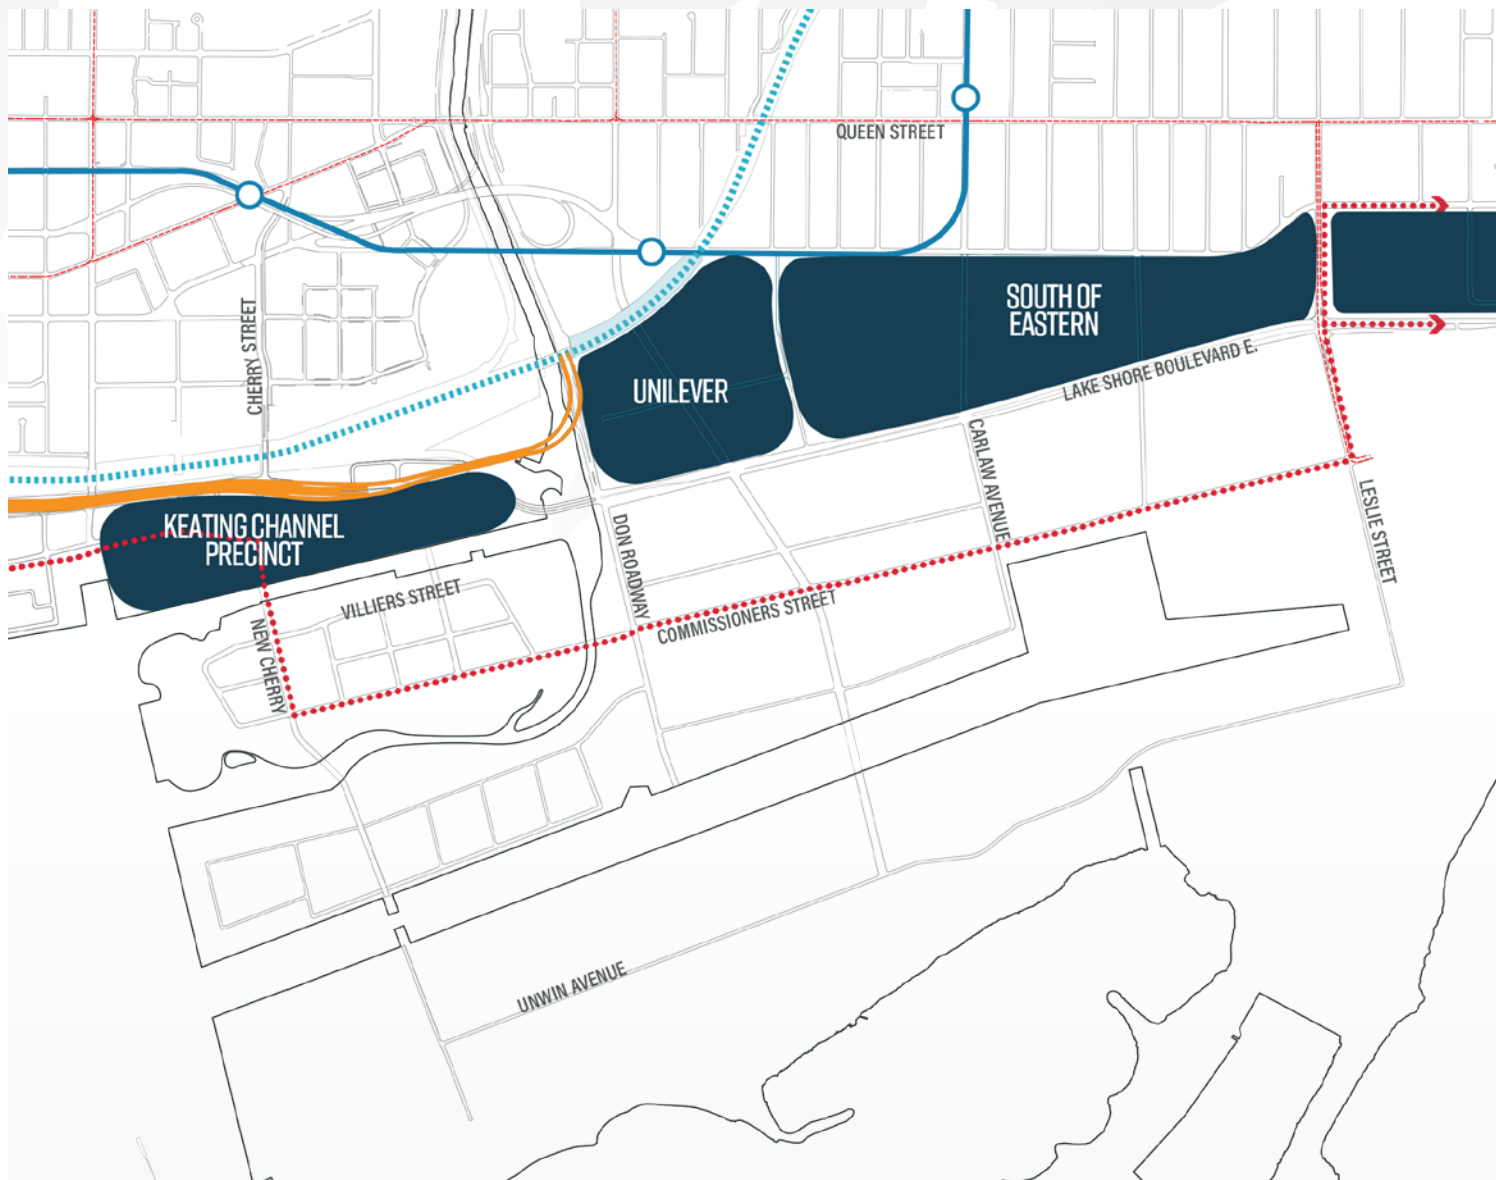 QUEEN STREET
CHERRY STREET
SOUTH OF
EASTERN
UNILEVER
LAKE SHORE BOULEVARD E.
CARLAW AVENUE
LESLIE STREET
KEATING CHANNEL
PRECINCT
DON ROADWAY
VILLIERS STREET
COMMISSIONERS STREET
NEW CHERRY
UNWIN AVENUE